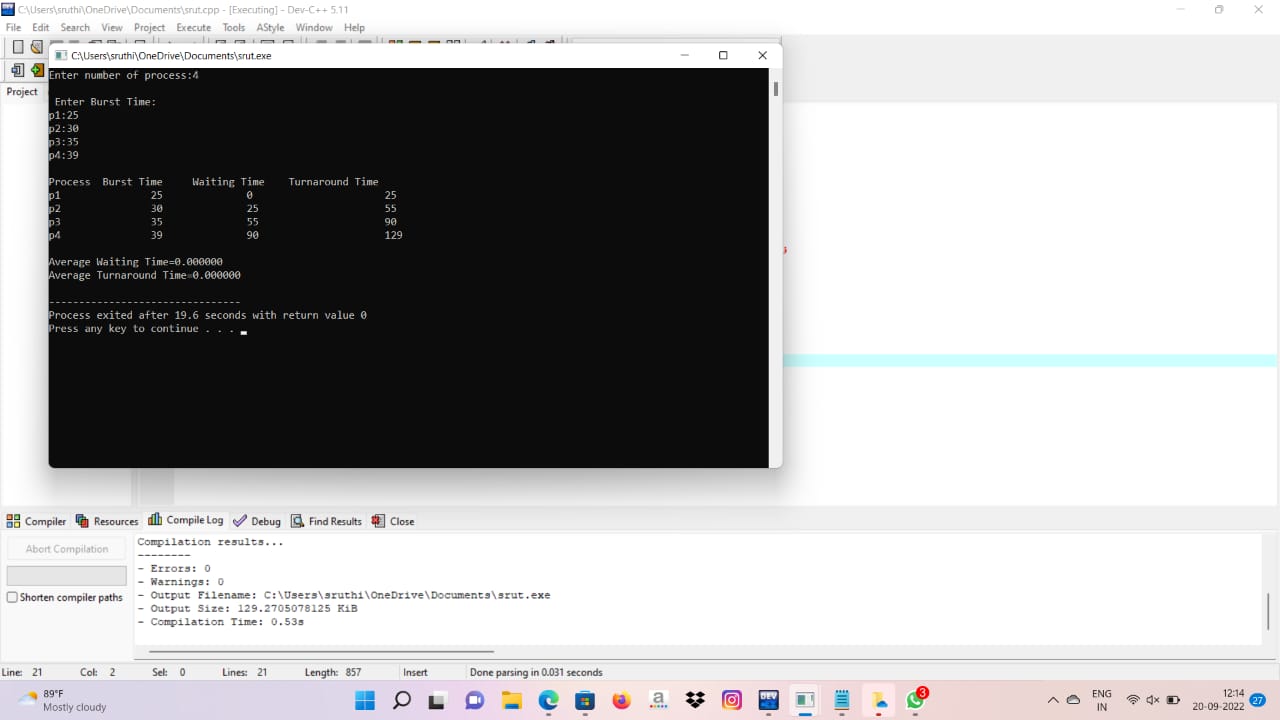 C:\Users\sruthi\OneDrive\Documents\srut.cpp - [Executing] - Dev-C++ 5.11
File Edit Search View Project Execute Tools AStyle Window Help
C:\Users\sruthi\OneDrive\Documents\srut.exe
Project
Enter number of process:4
Enter Burst Time:
p1:25
p2:30
p3:35
p4:39
Process Burst Time Waiting Time Turnaround Time
p1 25 0 25
p2 30 25 55
p3 35 55 90
p4 39 90 129
Average Waiting Time=0.000000
Average Turnaround Time=0.000000
--------------------------------
Process exited after 19.6 seconds with return value 0
Press any key to continue . . .
Compiler Resources Compile Log Debug Find Results Close
Abort Compilation
Shorten compiler paths
Compilation results...
--------
- Errors: 0
- Warnings: 0
- Output Filename: C:\Users\sruthi\OneDrive\Documents\srut.exe
- Output Size: 129.2705078125 KiB
- Compilation Time: 0.53s
Line: 21 Col: 2 Sel: 0 Lines: 21 Length: 857 Insert Done parsing in 0.031 seconds
89°F
Mostly cloudy
DEV
a
3
ENG
IN
12:14
20-09-2022
27